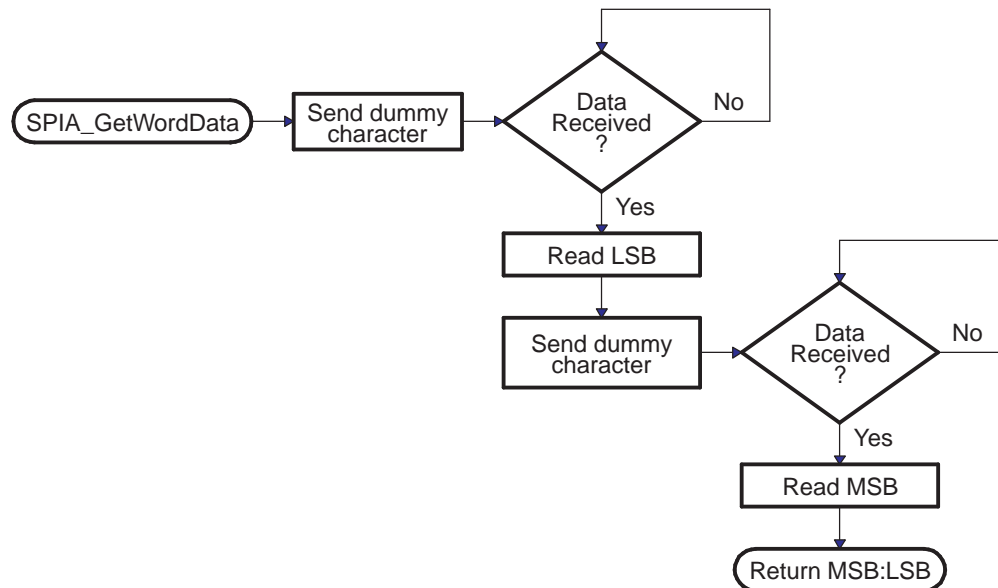 SPIA_GetWordData
Send dummy
character
Data
Received
?
No
Yes
Read LSB
Send dummy
character
Data
Received
?
No
Yes
Read MSB
Return MSB:LSB